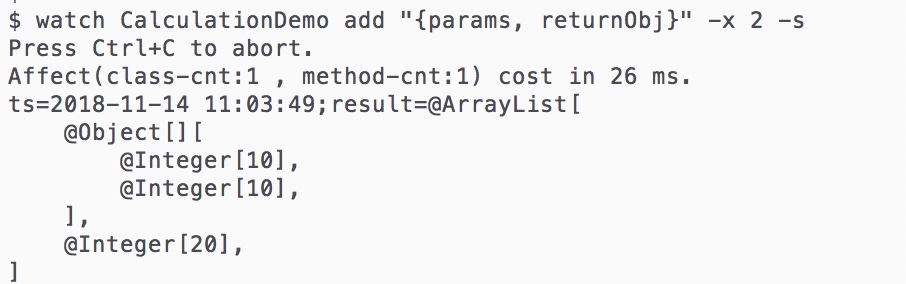 $ watch CalculationDemo add "{params, returnObj}" -x 2 -s
Press Ctrl+C to abort.
Affect(class-cnt:1 , method-cnt:1) cost in 26 ms.
ts=2018-11-14 11:03:49;result=@ArrayList[
    @Object[][
        @Integer[10],
        @Integer[10],
    ],
    @Integer[20],
]